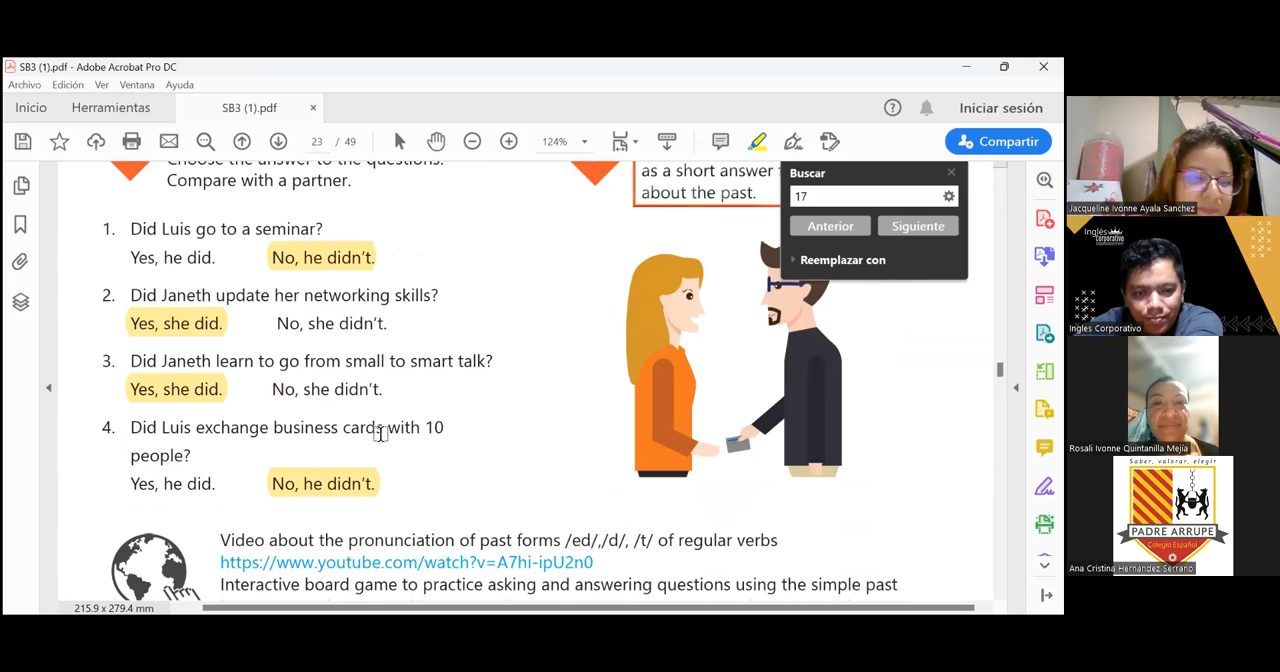 SB3 (1).pdf - Adobe Acrobat Pro DC
Archivo Edición Ver Ventana Ayuda
Inicio Herramientas SB3 (1).pdf × Iniciar sesión
23 / 49 124% Compartir
Choose the answer to the questions.
Compare with a partner.
as a short answer
about the past.
Buscar
17
Anterior Siguiente
Reemplazar con
1. Did Luis go to a seminar?
Yes, he did. No, he didn't.
2. Did Janeth update her networking skills?
Yes, she did. No, she didn't.
3. Did Janeth learn to go from small to smart talk?
Yes, she did. No, she didn't.
4. Did Luis exchange business cards with 10
people?
Yes, he did. No, he didn't.
Video about the pronunciation of past forms /ed/,/d/, /t/ of regular verbs
https://www.youtube.com/watch?v=A7hi-ipU2n0
Interactive board game to practice asking and answering questions using the simple past
215.9 x 279.4 mm
Jacqueline Ivonne Ayala Sanchez
Inglés
corporativo
Ingles Corporativo
Rosali Ivonne Quintanilla Mejía
Saber, valorar, elegir
PADRE ARRUPE
Colegio Español
Ana Cristina Hernández Serrano